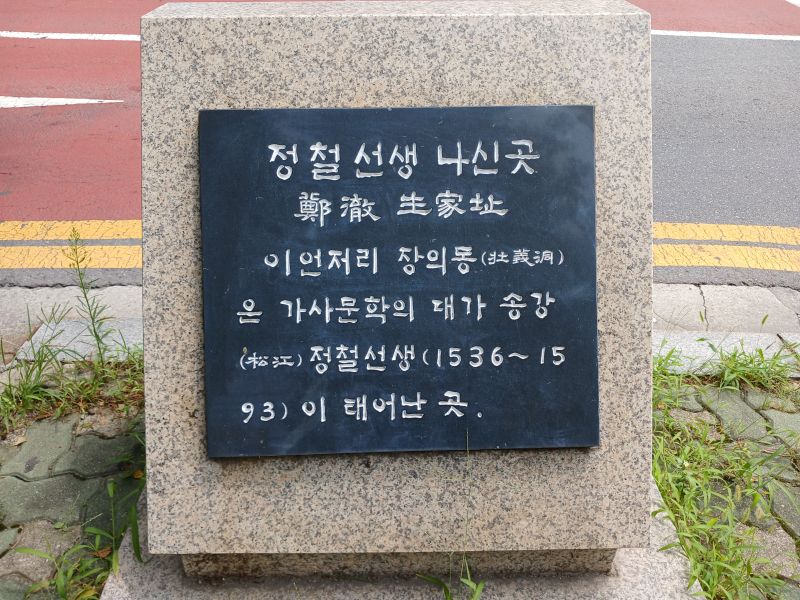 정철선생 나신곳
鄭徹 生家址
이언저리 장의동(壮義洞)
은 가사문학의 대가 송강
(松江)정철선생(1536~15
93)이 태어난 곳.